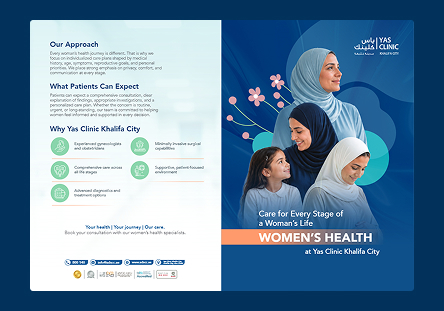 Our Approach
Every women's health journey is different. That is why
we focus on individualized care plans shaped by medical
history, age, symptoms, reproductive goals, and personal
priorities. We place strong emphasis on privacy, comfort, and
communication at every stage.
What Patients Can Expect
Patients can expect a comprehensive consultation, clear
explanation of findings, appropriate investigations, and a
personalized care plan. Whether the concern is routine,
urgent, or long-standing, our team is committed to helping
women feel informed and supported in every decision.
Why Yas Clinic Khalifa City
Experienced gynecologists
and obstetricians
Minimally invasive surgical
capabilities
Comprehensive care across
all life stages
Supportive, patient-focused
environment
Advanced diagnostics and
treatment options
Your health | Your journey | Our care.
Book your consultation with our women's health specialists.
ياس
كلينك
YAS
CLINIC
KHALIFA CITY
Care for Every Stage of
a Woman's Life
WOMEN'S HEALTH
at Yas Clinic Khalifa City